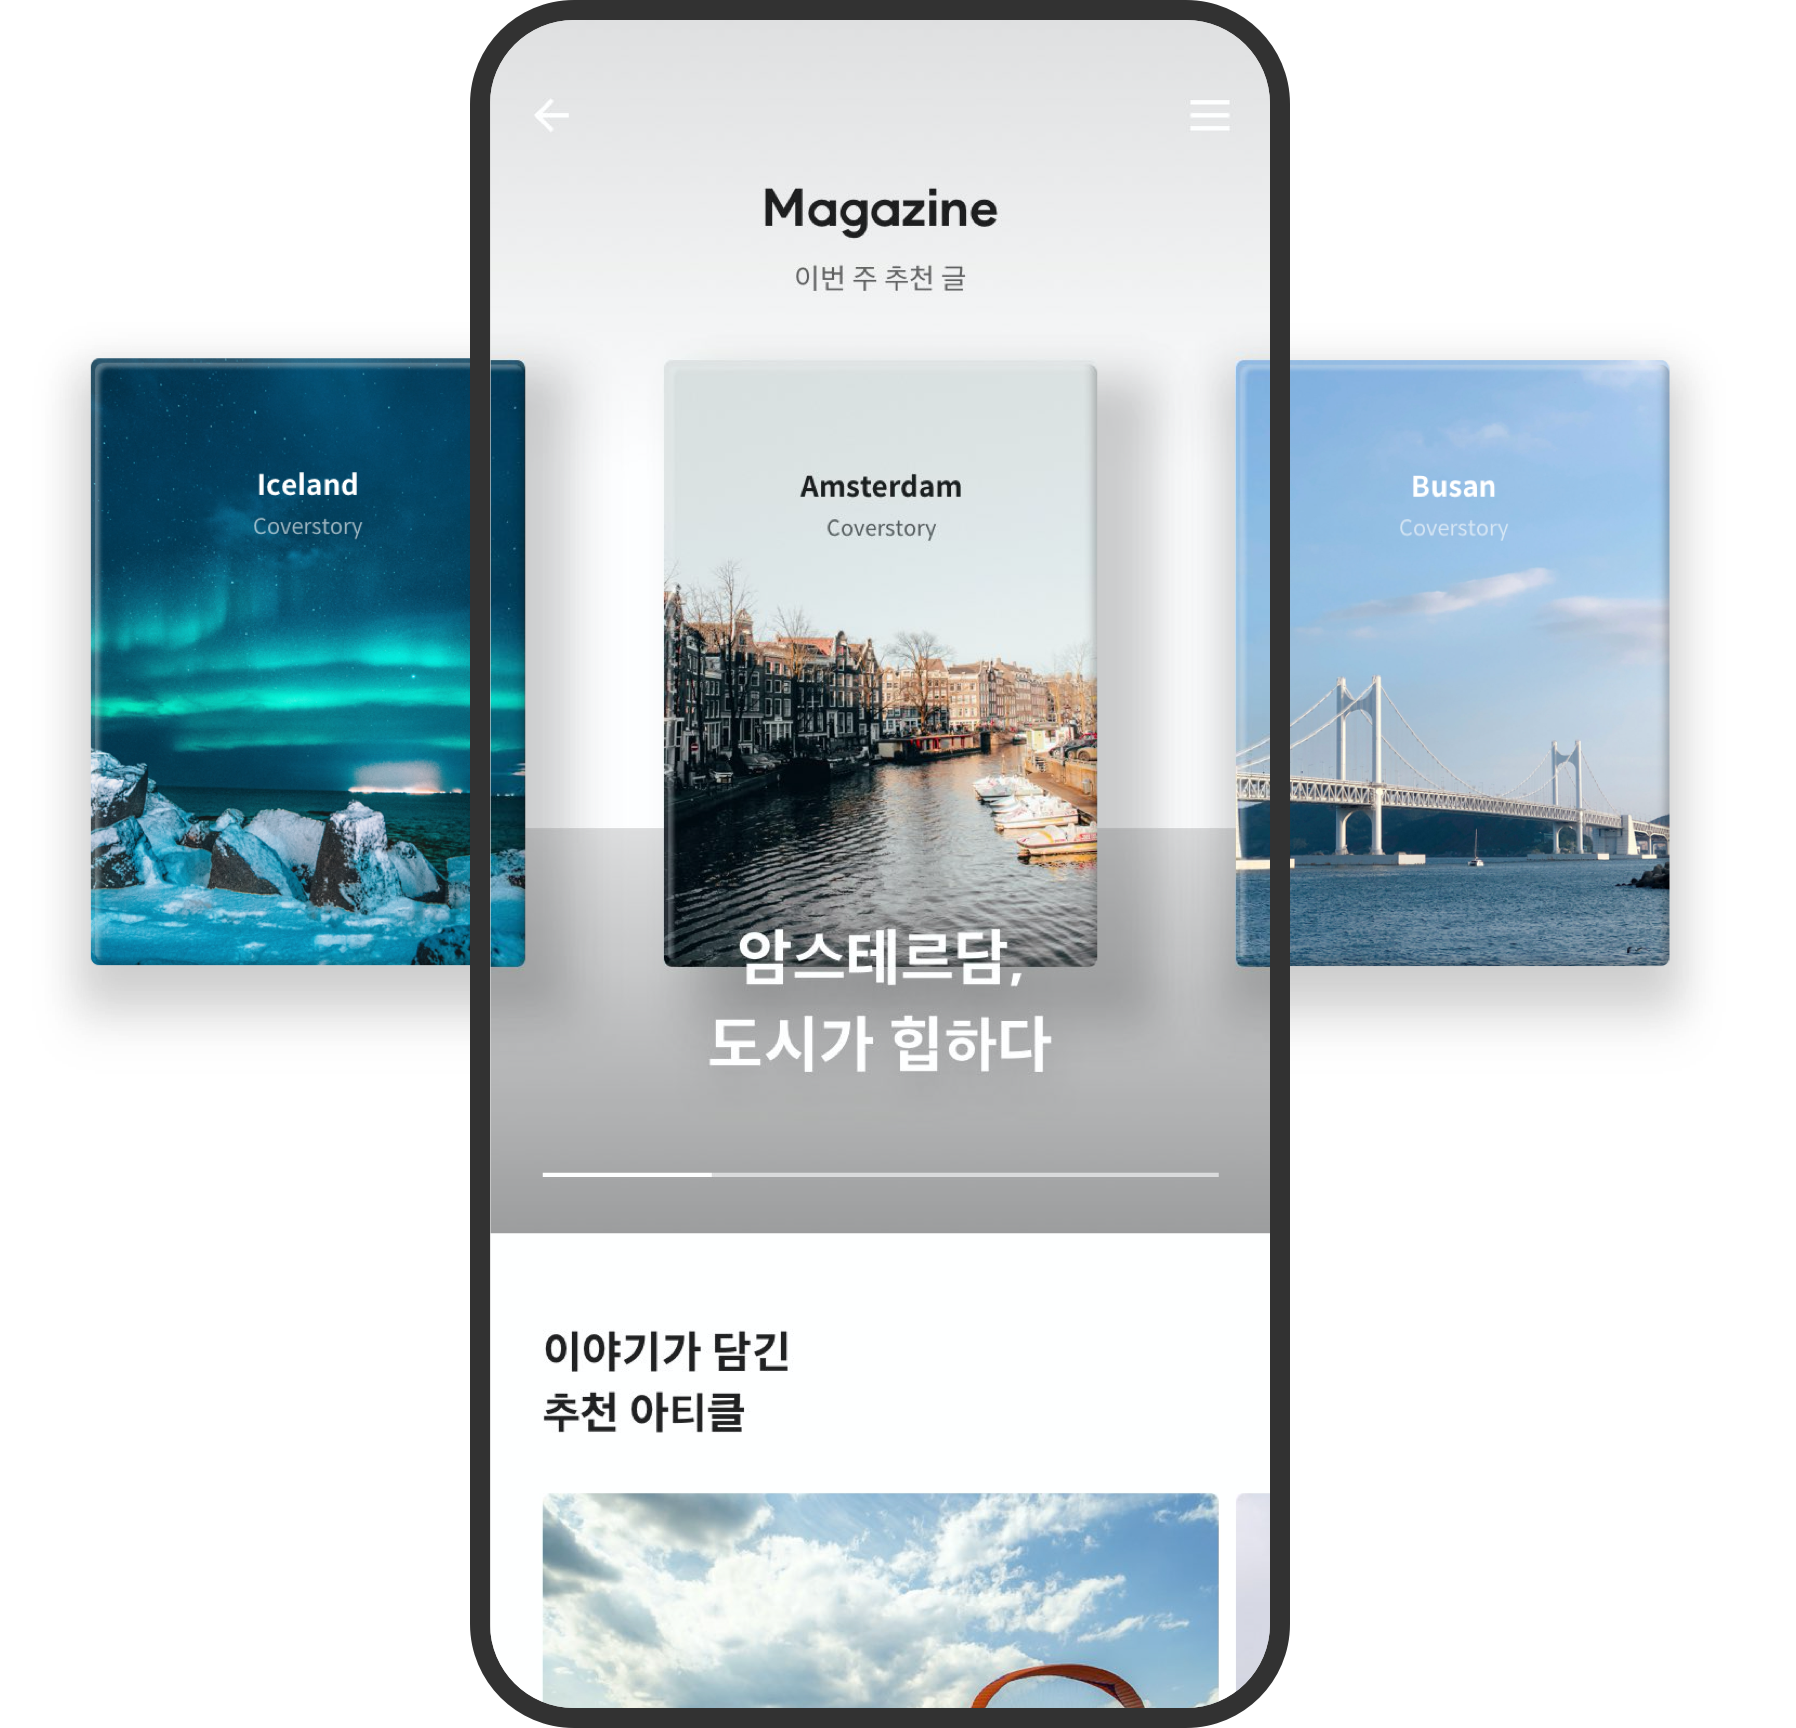 Magazine
이번 주 추천 글
Iceland
Coverstory
Amsterdam
Coverstory
Busan
Coverstory
암스테르담,
도시가 힙하다
이야기가 담긴
추천 아티클